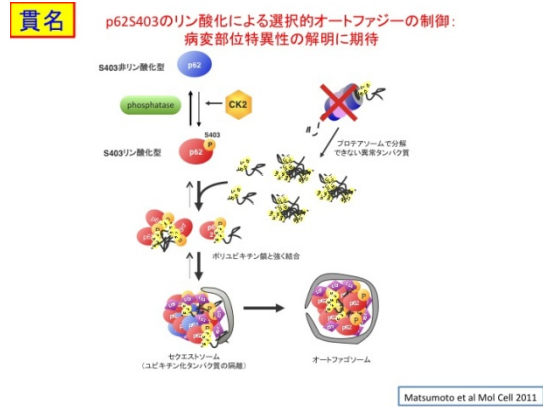 貫名
p62S403のリン酸化による選択的オートファジーの制御:
病変部位特異性の解明に期待
S403非リン酸化型
p62
phosphatase
CK2
S403
P
S403リン酸化型
p62
プロテアソームで分解
できない異常タンパク質
ポリユビキチン鎖と強く結合
セクエストソーム
(ユビキチン化タンパク質の隔離)
オートファゴソーム
Matsumoto et al Mol Cell 2011